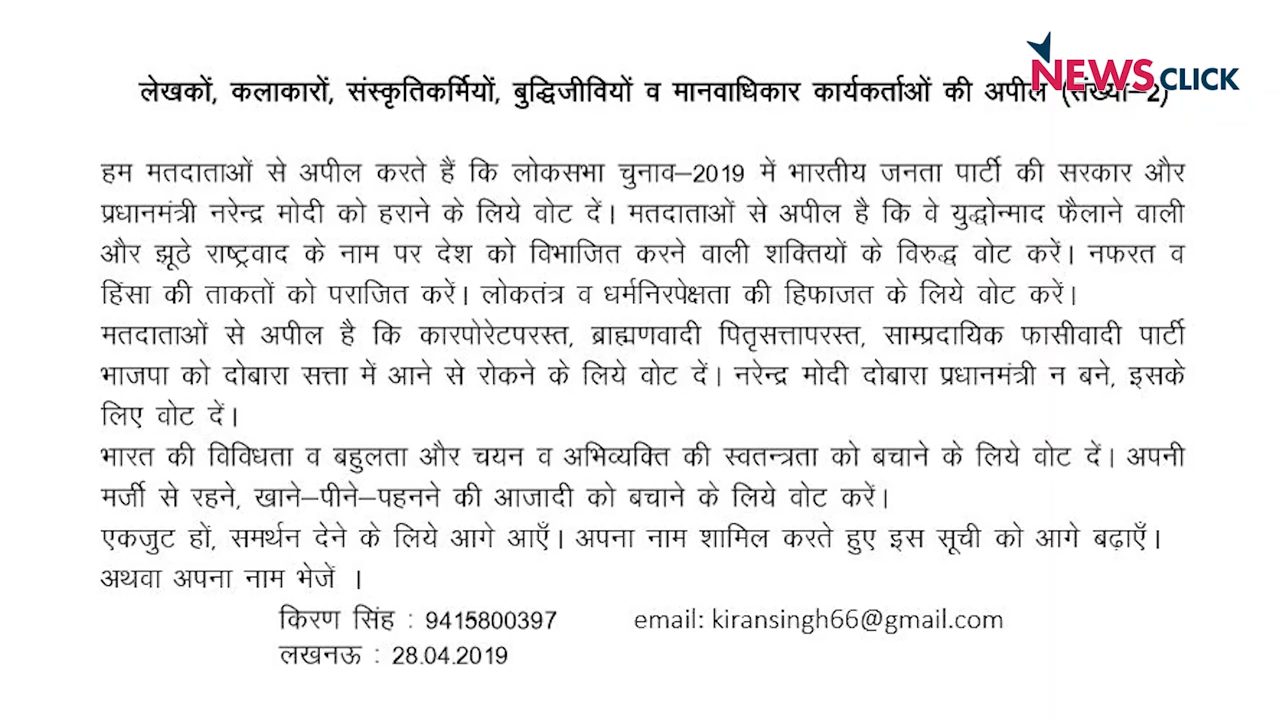 NEWSCLICK
लेखकों, कलाकारों, संस्कृतिकर्मियों, बुद्धिजीवियों व मानवाधिकार कार्यकर्ताओं की अपील (संख्या–2)
हम मतदाताओं से अपील करते हैं कि लोकसभा चुनाव–2019 में भारतीय जनता पार्टी की सरकार और
प्रधानमंत्री नरेन्द्र मोदी को हराने के लिये वोट दें। मतदाताओं से अपील है कि वे युद्धोन्माद फैलाने वाली
और झूठे राष्ट्रवाद के नाम पर देश को विभाजित करने वाली शक्तियों के विरुद्ध वोट करें। नफरत व
हिंसा की ताकतों को पराजित करें। लोकतंत्र व धर्मनिरपेक्षता की हिफाजत के लिये वोट करें।
मतदाताओं से अपील है कि कारपोरेटपरस्त, ब्राह्मणवादी पितृसत्तापरस्त, साम्प्रदायिक फासीवादी पार्टी
भाजपा को दोबारा सत्ता में आने से रोकने के लिये वोट दें। नरेन्द्र मोदी दोबारा प्रधानमंत्री न बने, इसके
लिए वोट दें।
भारत की विविधता व बहुलता और चयन व अभिव्यक्ति की स्वतन्त्रता को बचाने के लिये वोट दें। अपनी
मर्जी से रहने, खाने–पीने–पहनने की आजादी को बचाने के लिये वोट करें।
एकजुट हों, समर्थन देने के लिये आगे आएँ। अपना नाम शामिल करते हुए इस सूची को आगे बढ़ाएँ।
अथवा अपना नाम भेजें ।
किरण सिंह : 9415800397 email: kiransingh66@gmail.com
लखनऊ : 28.04.2019